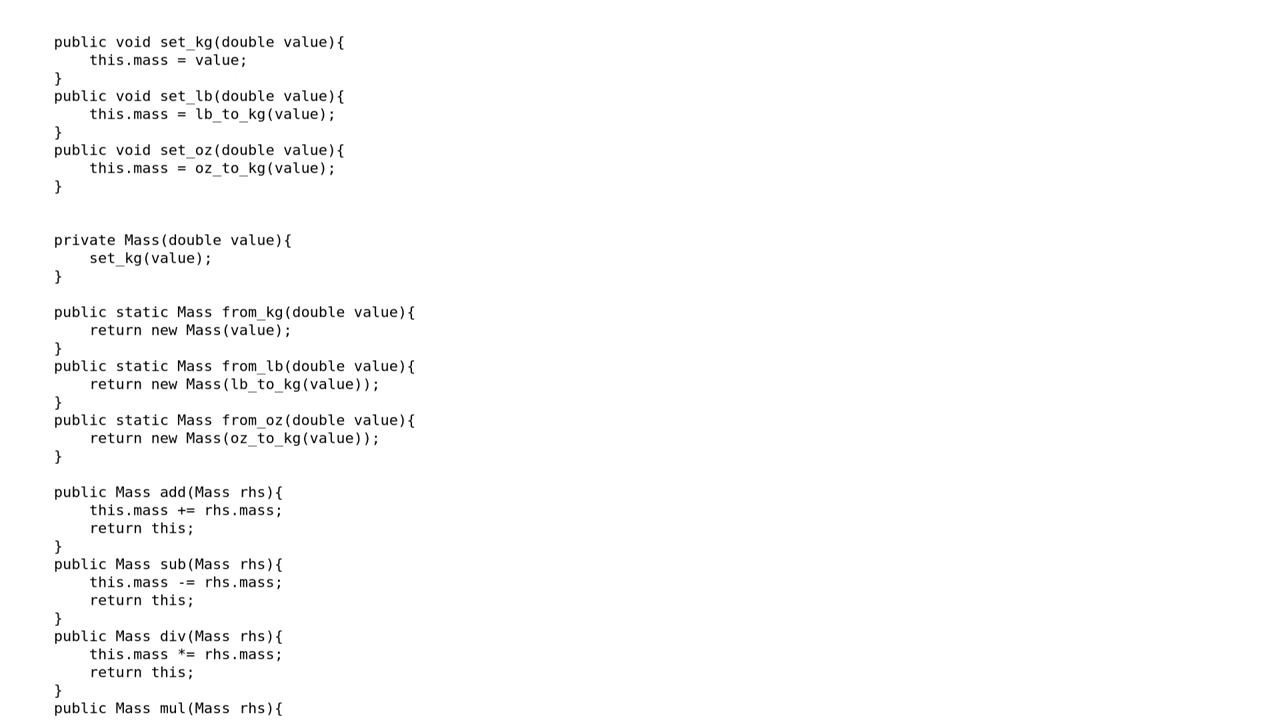 public void set_kg(double value){
    this.mass = value;
}
public void set_lb(double value){
    this.mass = lb_to_kg(value);
}
public void set_oz(double value){
    this.mass = oz_to_kg(value);
}
private Mass(double value){
    set_kg(value);
}
public static Mass from_kg(double value){
    return new Mass(value);
}
public static Mass from_lb(double value){
    return new Mass(lb_to_kg(value));
}
public static Mass from_oz(double value){
    return new Mass(oz_to_kg(value));
}
public Mass add(Mass rhs){
    this.mass += rhs.mass;
    return this;
}
public Mass sub(Mass rhs){
    this.mass -= rhs.mass;
    return this;
}
public Mass div(Mass rhs){
    this.mass *= rhs.mass;
    return this;
}
public Mass mul(Mass rhs){